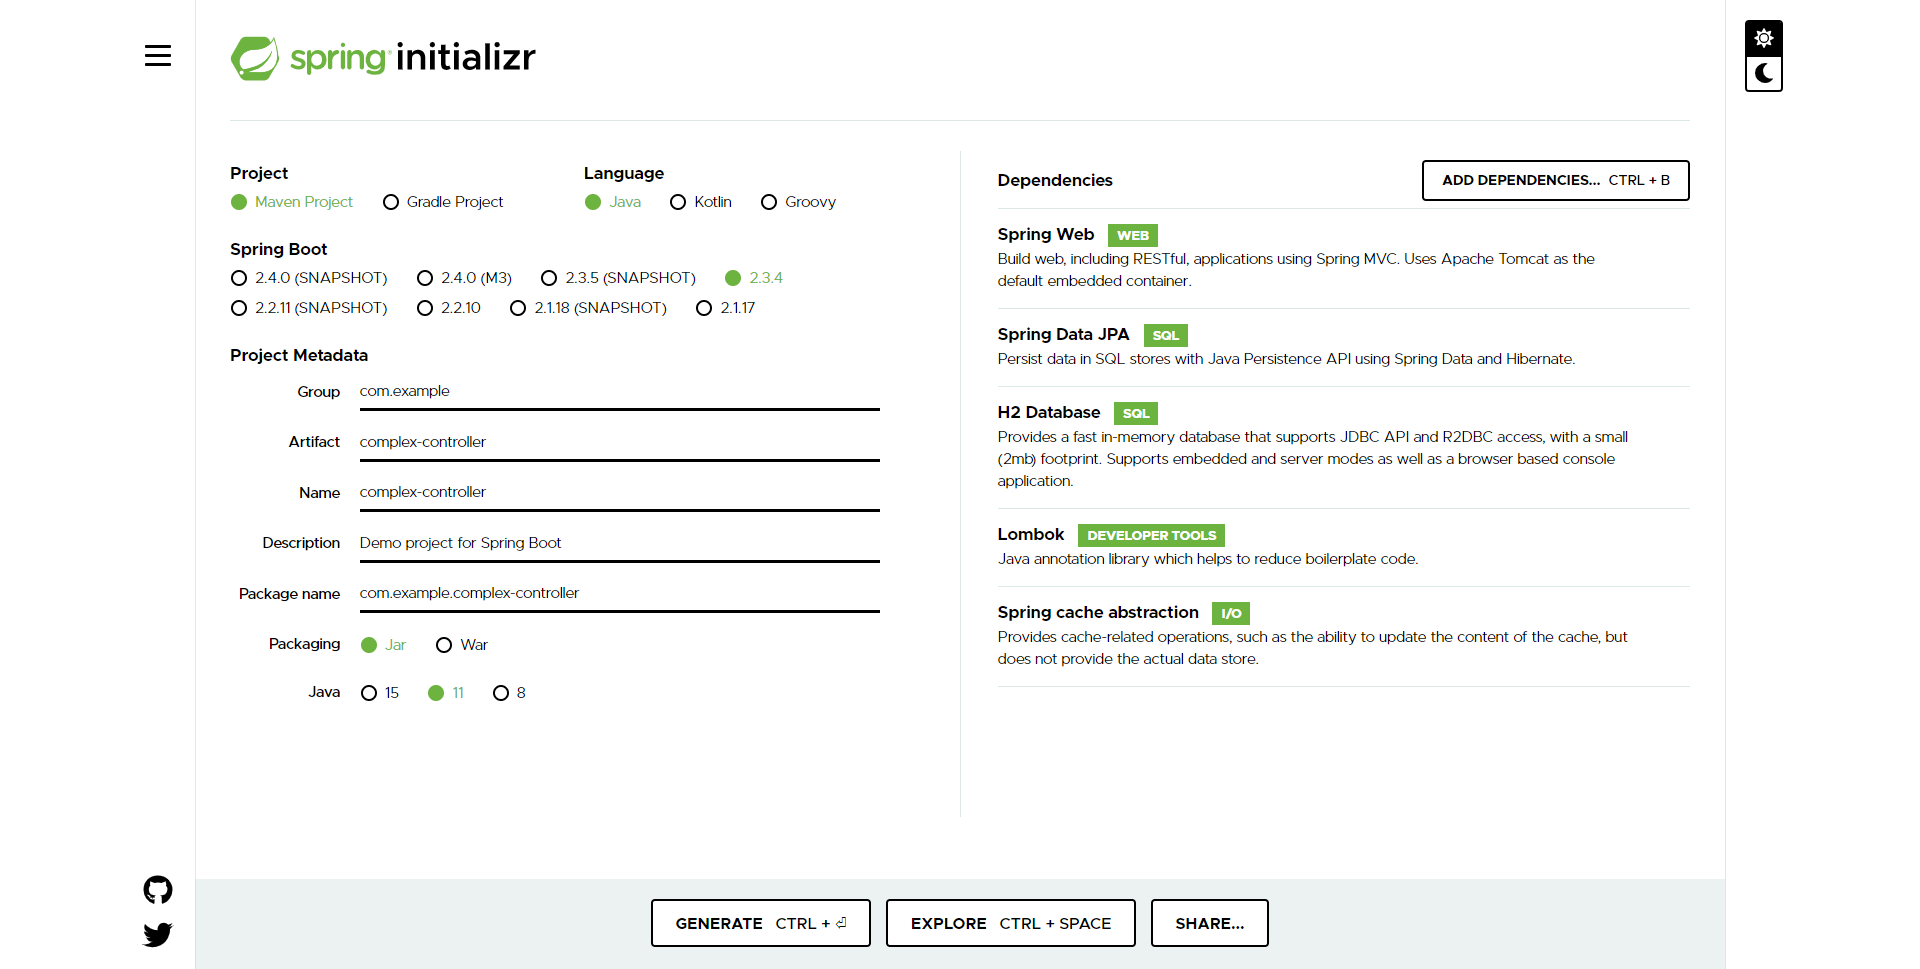 spring initializr
Project
Maven Project Gradle Project
Language
Java Kotlin Groovy
Spring Boot
2.4.0 (SNAPSHOT) 2.4.0 (M3) 2.3.5 (SNAPSHOT) 2.3.4
2.2.11 (SNAPSHOT) 2.2.10 2.1.18 (SNAPSHOT) 2.1.17
Project Metadata
Group com.example
Artifact complex-controller
Name complex-controller
Description Demo project for Spring Boot
Package name com.example.complex-controller
Packaging Jar War
Java 15 11 8
Dependencies
ADD DEPENDENCIES... CTRL + B
Spring Web WEB
Build web, including RESTful, applications using Spring MVC. Uses Apache Tomcat as the
default embedded container.
Spring Data JPA SQL
Persist data in SQL stores with Java Persistence API using Spring Data and Hibernate.
H2 Database SQL
Provides a fast in-memory database that supports JDBC API and R2DBC access, with a small
(2mb) footprint. Supports embedded and server modes as well as a browser based console
application.
Lombok DEVELOPER TOOLS
Java annotation library which helps to reduce boilerplate code.
Spring cache abstraction I/O
Provides cache-related operations, such as the ability to update the content of the cache, but
does not provide the actual data store.
GENERATE CTRL + ⏎
EXPLORE CTRL + SPACE
SHARE...